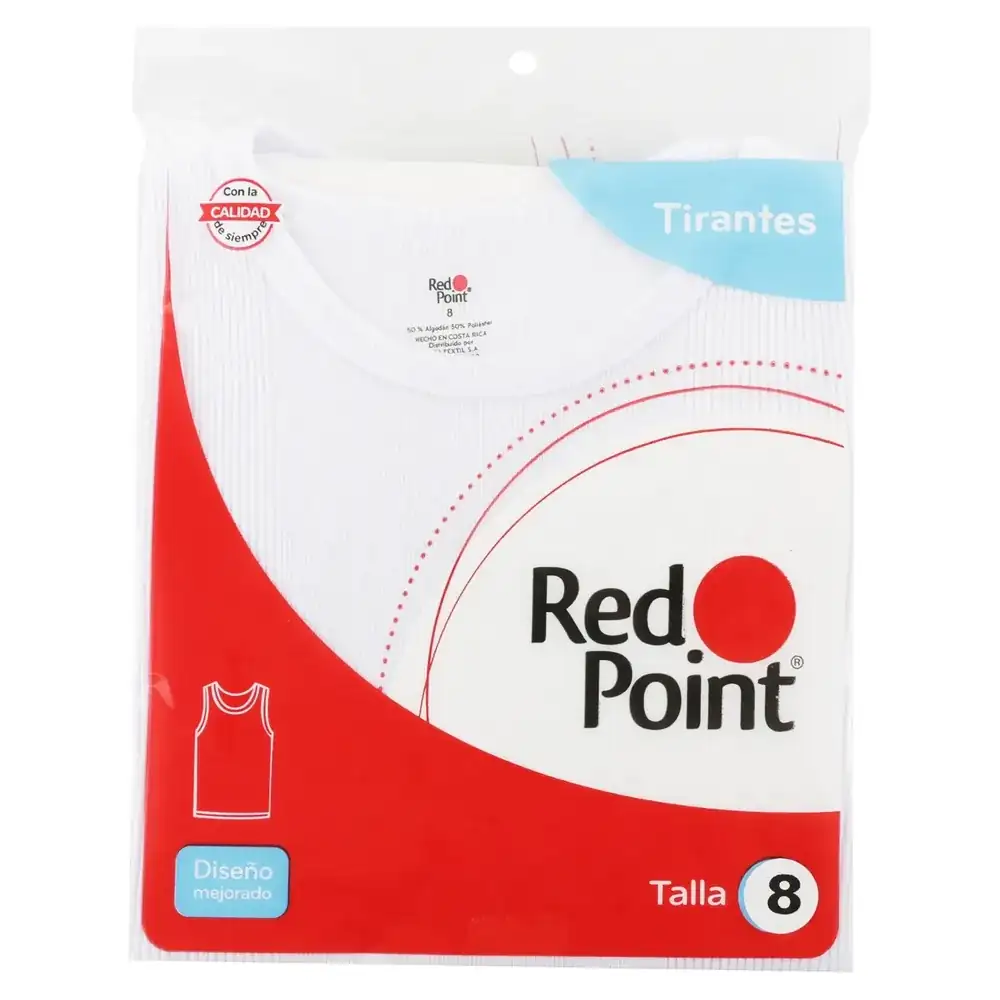 Con la
CALIDAD
de siempre
Tirantes
Red
Point
8
50 % Algodón 50% Poliéster
HECHO EN COSTA RICA
Distribuido por
TEXTIL S.A
Red
Point®
Diseño
mejorado
Talla 8